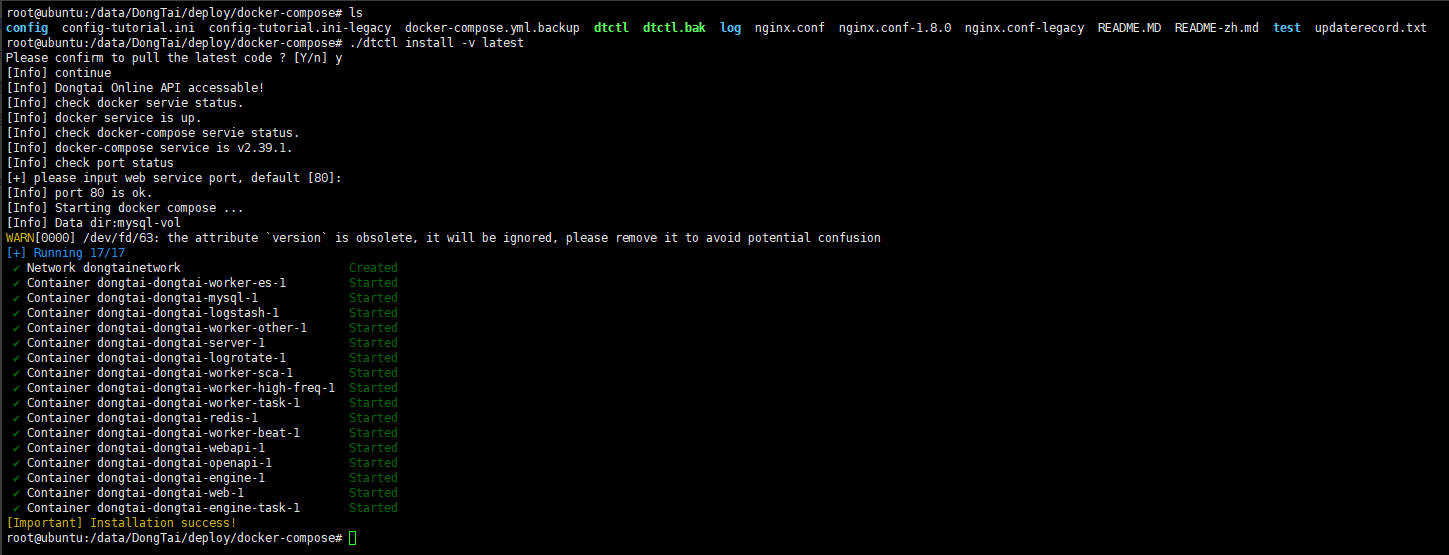 root@ubuntu:/data/DongTai/deploy/docker-compose# ls
config  config-tutorial.ini  config-tutorial.ini-legacy  docker-compose.yml.backup  dtctl  dtctl.bak  log  nginx.conf  nginx.conf-1.8.0  nginx.conf-legacy  README.MD  README-zh.md  test  updaterecord.txt
root@ubuntu:/data/DongTai/deploy/docker-compose# ./dtctl install -v latest
Please confirm to pull the latest code ? [Y/n] y
[Info] continue
[Info] Dongtai Online API accessable!
[Info] check docker servie status.
[Info] docker service is up.
[Info] check docker-compose servie status.
[Info] docker-compose service is v2.39.1.
[Info] check port status
[+] please input web service port, default [80]:
[Info] port 80 is ok.
[Info] Starting docker compose ...
[Info] Data dir:mysql-vol
WARN[0000] /dev/fd/63: the attribute `version` is obsolete, it will be ignored, please remove it to avoid potential confusion
[+] Running 17/17
✔ Network dongtainetwork Created
✔ Container dongtai-dongtai-worker-es-1 Started
✔ Container dongtai-dongtai-mysql-1 Started
✔ Container dongtai-dongtai-logstash-1 Started
✔ Container dongtai-dongtai-worker-other-1 Started
✔ Container dongtai-dongtai-server-1 Started
✔ Container dongtai-dongtai-logrotate-1 Started
✔ Container dongtai-dongtai-worker-sca-1 Started
✔ Container dongtai-dongtai-worker-high-freq-1 Started
✔ Container dongtai-dongtai-worker-task-1 Started
✔ Container dongtai-dongtai-redis-1 Started
✔ Container dongtai-dongtai-worker-beat-1 Started
✔ Container dongtai-dongtai-webapi-1 Started
✔ Container dongtai-dongtai-openapi-1 Started
✔ Container dongtai-dongtai-engine-1 Started
✔ Container dongtai-dongtai-web-1 Started
✔ Container dongtai-dongtai-engine-task-1 Started
[Important] Installation success!
root@ubuntu:/data/DongTai/deploy/docker-compose#